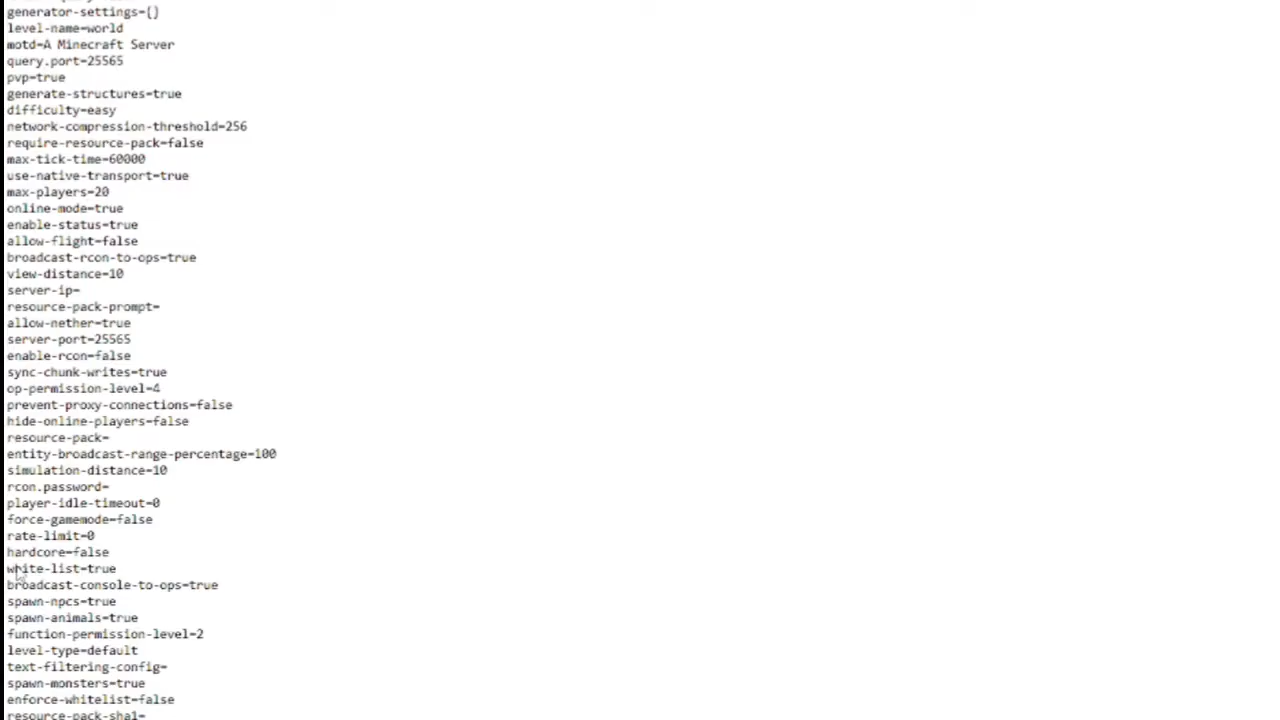 generator-settings={}
level-name=world
motd=A Minecraft Server
query.port=25565
pvp=true
generate-structures=true
difficulty=easy
network-compression-threshold=256
require-resource-pack=false
max-tick-time=60000
use-native-transport=true
max-players=20
online-mode=true
enable-status=true
allow-flight=false
broadcast-rcon-to-ops=true
view-distance=10
server-ip=
resource-pack-prompt=
allow-nether=true
server-port=25565
enable-rcon=false
sync-chunk-writes=true
op-permission-level=4
prevent-proxy-connections=false
hide-online-players=false
resource-pack=
entity-broadcast-range-percentage=100
simulation-distance=10
rcon.password=
player-idle-timeout=0
force-gamemode=false
rate-limit=0
hardcore=false
white-list=true
broadcast-console-to-ops=true
spawn-npcs=true
spawn-animals=true
function-permission-level=2
level-type=default
text-filtering-config=
spawn-monsters=true
enforce-whitelist=false
resource-pack-sha1=